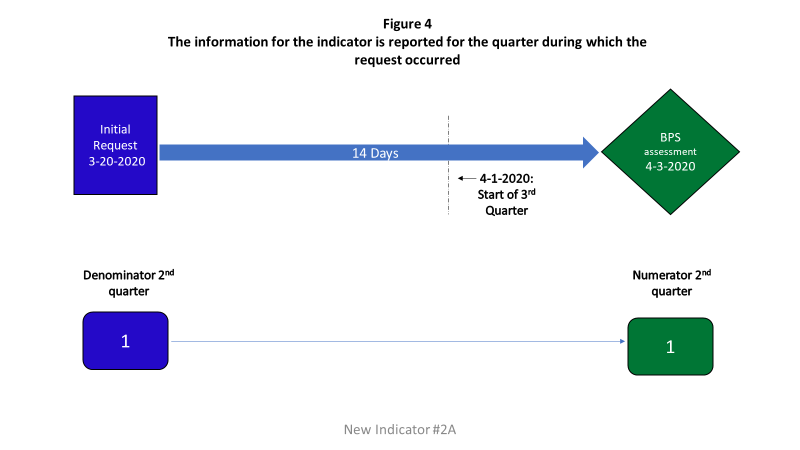 Figure 4
The information for the indicator is reported for the quarter during which the
request occurred
Initial
Request
3-20-2020
14 Days
BPS
assessment
4-3-2020
4-1-2020:
Start of 3rd
Quarter
Denominator 2nd
quarter
Numerator 2nd
quarter
1
1
New Indicator #2A